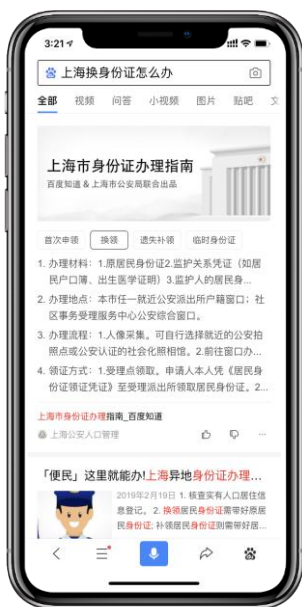 3:21
上海换身份证怎么办
全部 视频 问答 小视频 图片 贴吧 文
上海市身份证办理指南
百度知道 & 上海市公安局联合出品
首次申领 换领 遗失补领 临时身份证
1. 办理材料：1.原居民身份证2.监护关系凭证（如居
民户口簿、出生医学证明）3.监护人的居民身...
2. 办理地点：本市任一就近公安派出所户籍窗口；社
区事务受理服务中心公安综合窗口。
3. 办理流程：1.人像采集。可自行选择就近的公安拍
照点或公安认证的社会化照相馆。2.前往窗口办...
4. 领证方式：1.受理点领取。申请人本人凭《居民身
份证领证凭证》至受理派出所领取居民身份证。2...
上海市身份证办理指南_百度知道
上海公安人口管理
「便民」这里就能办!上海异地身份证办理...
2019年2月19日 1. 核查实有人口居住信
息登记。 2. 换领居民身份证需带好原居
民身份证; 补领居民身份证则需带好居...